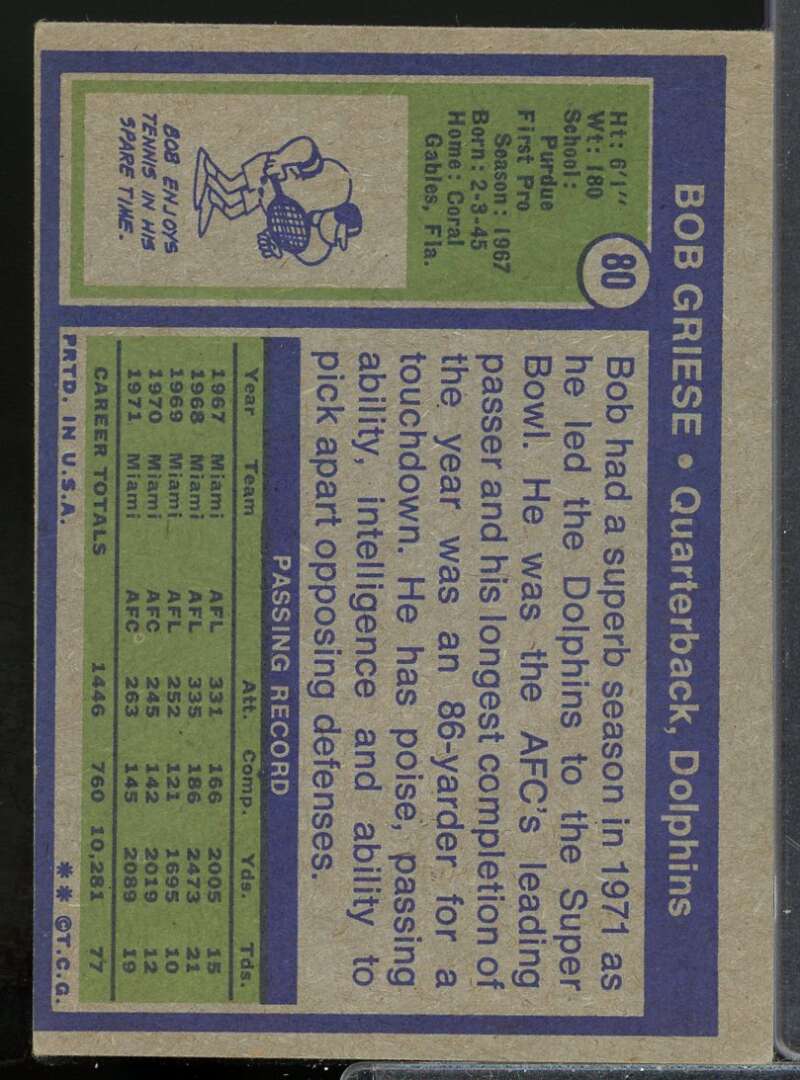 BOB GRIESE • Quarterback, Dolphins
80
Ht: 6'1"
Wt: 180
School:
Purdue
First Pro
Season: 1967
Born: 2-3-45
Home: Coral
Gables, Fla.
BOB ENJOYS
TENNIS IN HIS
SPARE TIME.
Bob had a superb season in 1971 as
he led the Dolphins to the Super
Bowl. He was the AFC's leading
passer and his longest completion of
the year was an 86-yarder for a
touchdown. He has poise, passing
ability, intelligence and ability to
pick apart opposing defenses.
PASSING RECORD
Year Team Att. Comp. Yds. Tds.
1967 Miami AFL 331 166 2005 15
1968 Miami AFL 335 186 2473 21
1969 Miami AFL 252 121 1695 10
1970 Miami AFC 245 142 2019 12
1971 Miami AFC 263 145 2089 19
CAREER TOTALS 1446 760 10,281 77
PRTD. IN U.S.A. ** ©T.C.G.